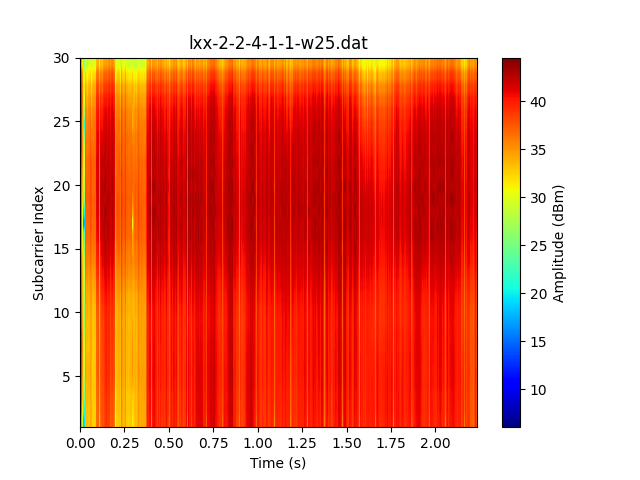 lxx-2-2-4-1-1-w25.dat
30
25
20
15
10
5
Subcarrier Index
0.00 0.25 0.50 0.75 1.00 1.25 1.50 1.75 2.00
Time (s)
40
35
30
25
20
15
10
Amplitude (dBm)